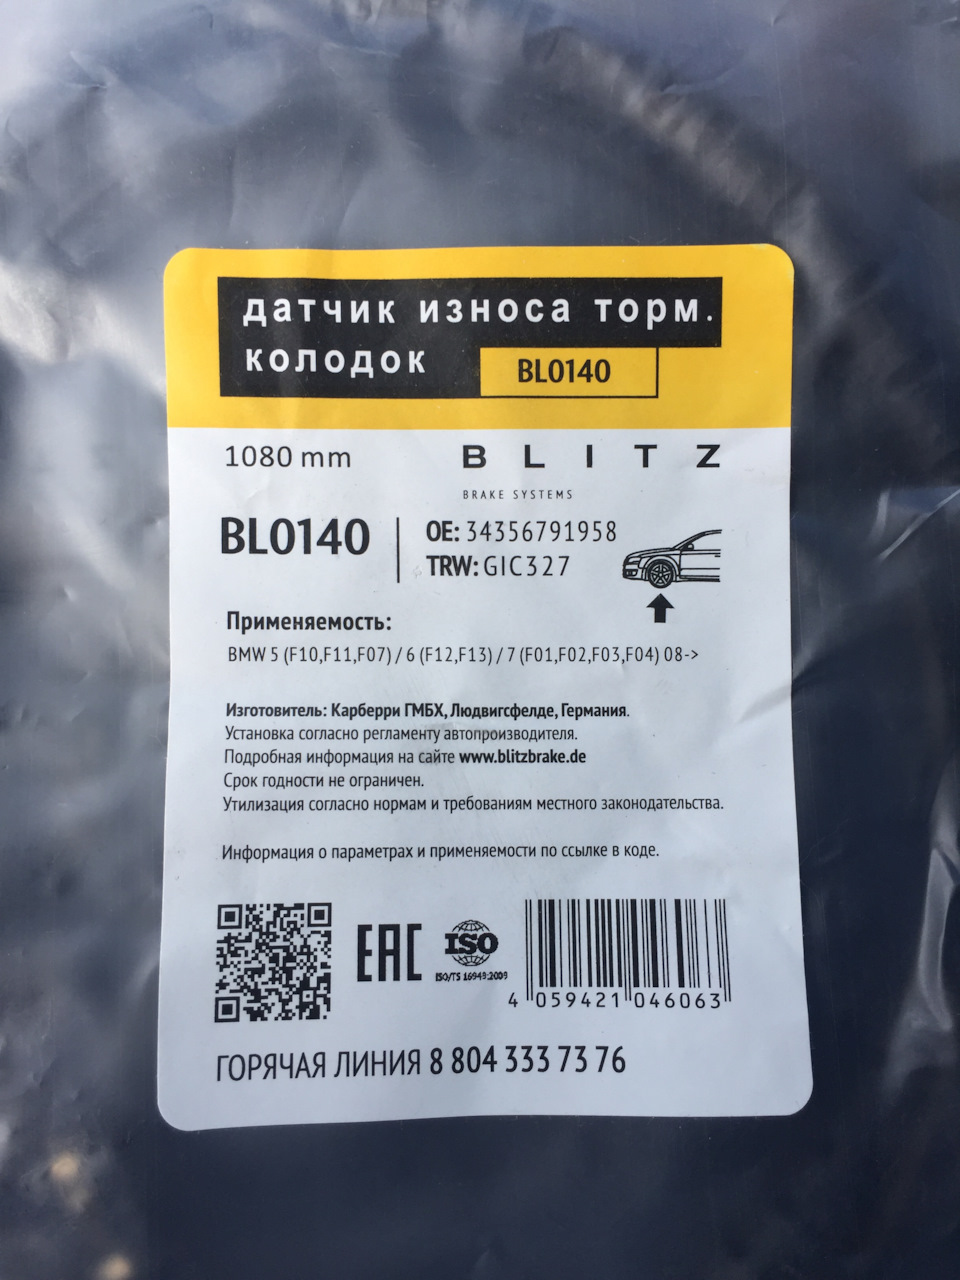 датчик износа торм.
колодок BL0140
1080 mm
BLITZ
BRAKE SYSTEMS
BL0140
OE: 34356791958
TRW: GIC327
Применяемость:
BMW 5 (F10,F11,F07) / 6 (F12,F13) / 7 (F01,F02,F03,F04) 08->
Изготовитель: Карберри ГМБХ, Людвигсфелде, Германия.
Установка согласно регламенту автопроизводителя.
Подробная информация на сайте www.blitzbrake.de
Срок годности не ограничен.
Утилизация согласно нормам и требованиям местного законодательства.
Информация о параметрах и применяемости по ссылке в коде.
EAC
ISO
ISO/TS 16949:2009
4 059421 046063
ГОРЯЧАЯ ЛИНИЯ 8 804 333 73 76